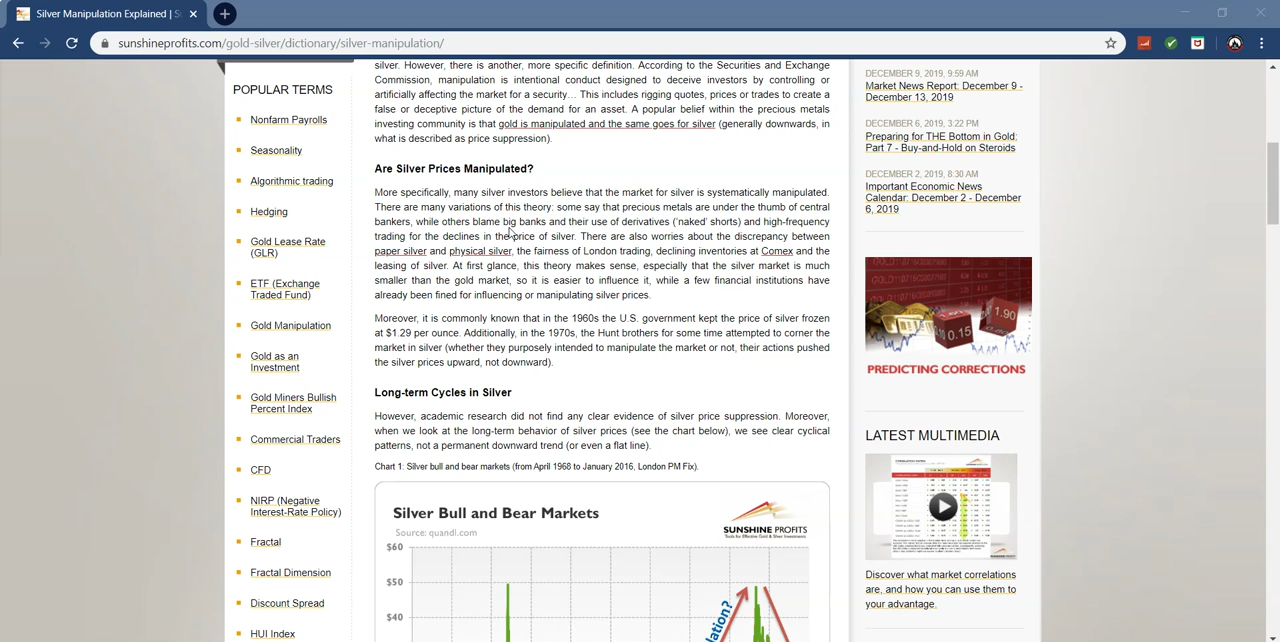 Silver Manipulation Explained | S
sunshineprofits.com/gold-silver/dictionary/silver-manipulation/
POPULAR TERMS
Nonfarm Payrolls
Seasonality
Algorithmic trading
Hedging
Gold Lease Rate
(GLR)
ETF (Exchange
Traded Fund)
Gold Manipulation
Gold as an
Investment
Gold Miners Bullish
Percent Index
Commercial Traders
CFD
NIRP (Negative
Interest-Rate Policy)
Fractal
Fractal Dimension
Discount Spread
HUI Index
silver. However, there is another, more specific definition. According to the Securities and Exchange
Commission, manipulation is intentional conduct designed to deceive investors by controlling or
artificially affecting the market for a security… This includes rigging quotes, prices or trades to create a
false or deceptive picture of the demand for an asset. A popular belief within the precious metals
investing community is that gold is manipulated and the same goes for silver (generally downwards, in
what is described as price suppression).
Are Silver Prices Manipulated?
More specifically, many silver investors believe that the market for silver is systematically manipulated.
There are many variations of this theory: some say that precious metals are under the thumb of central
bankers, while others blame big banks and their use of derivatives ('naked' shorts) and high-frequency
trading for the declines in the price of silver. There are also worries about the discrepancy between
paper silver and physical silver, the fairness of London trading, declining inventories at Comex and the
leasing of silver. At first glance, this theory makes sense, especially that the silver market is much
smaller than the gold market, so it is easier to influence it, while a few financial institutions have
already been fined for influencing or manipulating silver prices.
Moreover, it is commonly known that in the 1960s the U.S. government kept the price of silver frozen
at $1.29 per ounce. Additionally, in the 1970s, the Hunt brothers for some time attempted to corner the
market in silver (whether they purposely intended to manipulate the market or not, their actions pushed
the silver prices upward, not downward).
Long-term Cycles in Silver
However, academic research did not find any clear evidence of silver price suppression. Moreover,
when we look at the long-term behavior of silver prices (see the chart below), we see clear cyclical
patterns, not a permanent downward trend (or even a flat line).
Chart 1: Silver bull and bear markets (from April 1968 to January 2016, London PM Fix).
Silver Bull and Bear Markets
Source: quandl.com
SUNSHINE PROFITS
Tools for Effective Gold & Silver Investments
$60
$50
$40
DECEMBER 9, 2019, 9:59 AM
Market News Report: December 9 -
December 13, 2019
DECEMBER 6, 2019, 3:22 PM
Preparing for THE Bottom in Gold:
Part 7 - Buy-and-Hold on Steroids
DECEMBER 2, 2019, 8:30 AM
Important Economic News
Calendar: December 2 - December
6, 2019
1.90
0.15
PREDICTING CORRECTIONS
LATEST MULTIMEDIA
Discover what market correlations
are, and how you can use them to
your advantage.